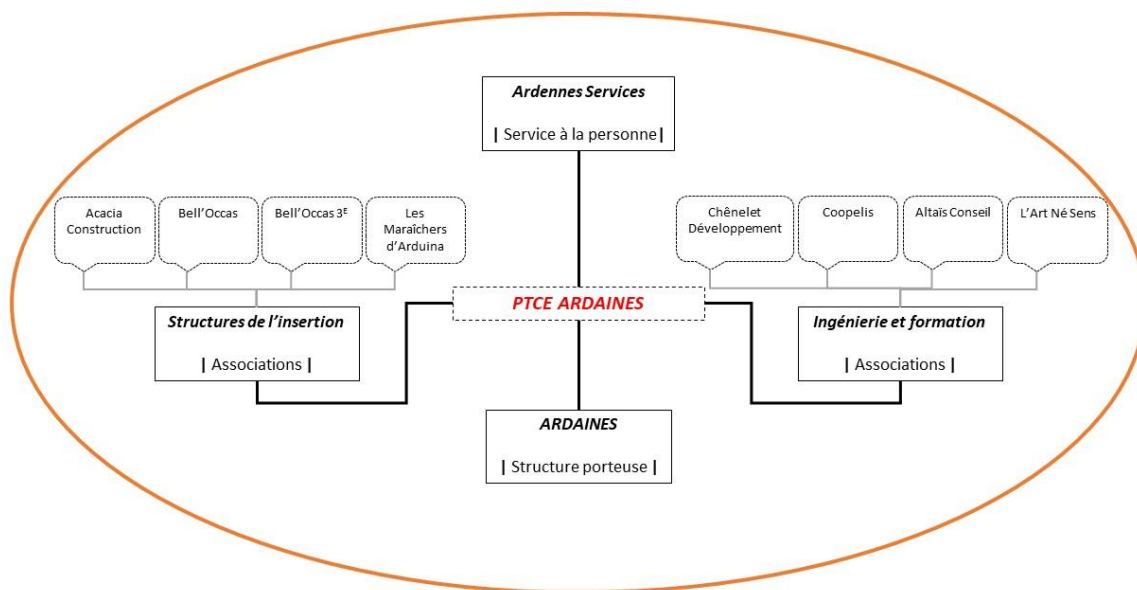 Ardennes Services
| Service à la personne |
Acacia
Construction
Bell’Occas
Bell’Occas 3ᴱ
Les
Maraîchers
d’Arduina
Chênelet
Développement
Coopelis
Altaïs Conseil
L’Art Né Sens
PTCE ARDAINES
Structures de l’insertion
| Associations |
Ingénierie et formation
| Associations |
ARDAINES
| Structure porteuse |